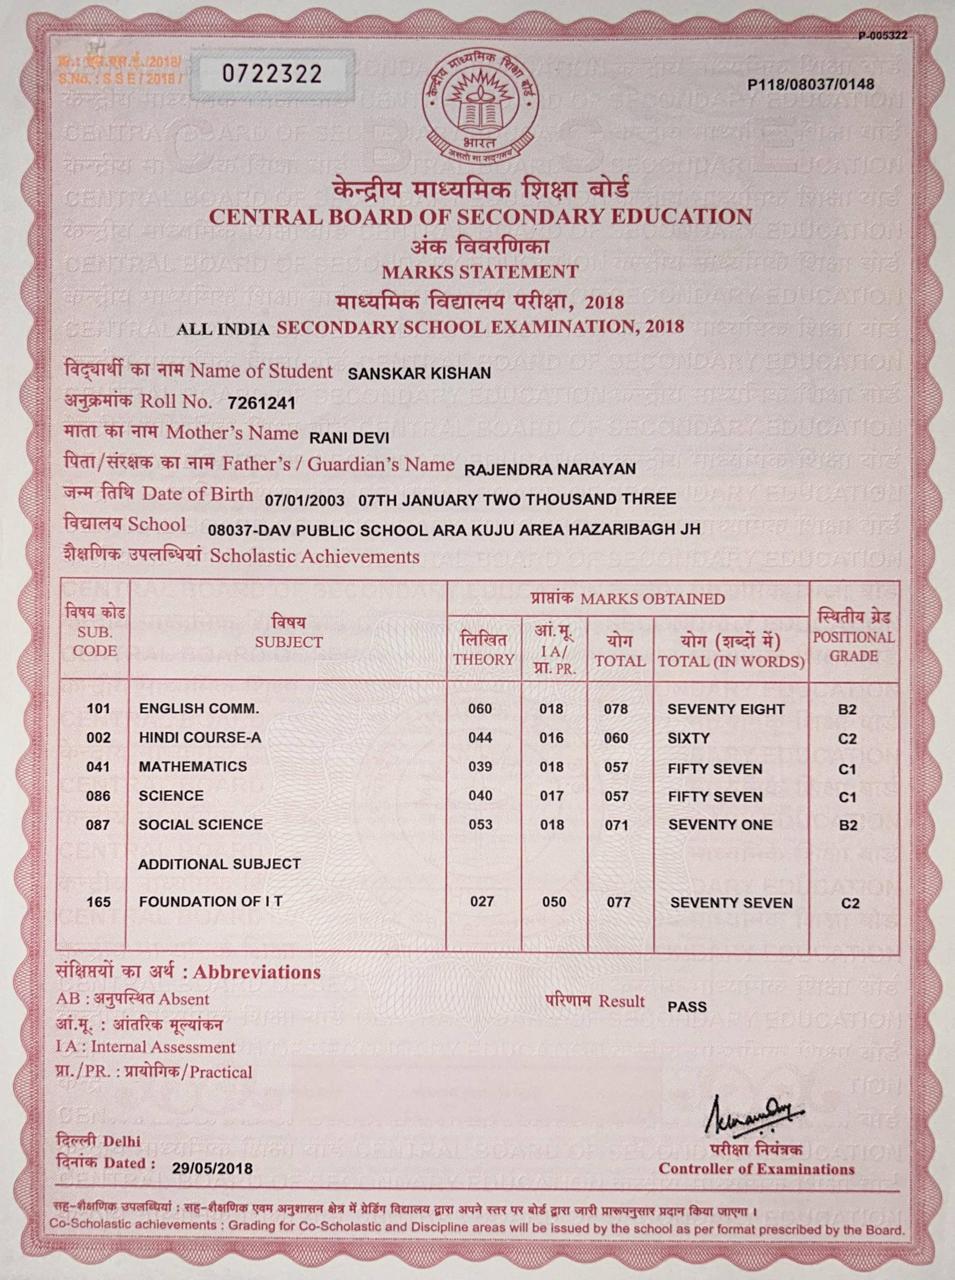 P-005322
क्र.: एस.एस.ई./2018/
S.No.: S S E / 2018 /
0722322
P118/08037/0148
केन्द्रीय माध्यमिक शिक्षा बोर्ड
भारत
असतो मा सद्गमय
केन्द्रीय माध्यमिक शिक्षा बोर्ड
CENTRAL BOARD OF SECONDARY EDUCATION
अंक विवरणिका
MARKS STATEMENT
माध्यमिक विद्यालय परीक्षा, 2018
ALL INDIA SECONDARY SCHOOL EXAMINATION, 2018
विद्यार्थी का नाम Name of Student SANSKAR KISHAN
अनुक्रमांक Roll No. 7261241
माता का नाम Mother's Name RANI DEVI
पिता/संरक्षक का नाम Father's / Guardian's Name RAJENDRA NARAYAN
जन्म तिथि Date of Birth 07/01/2003 07TH JANUARY TWO THOUSAND THREE
विद्यालय School 08037-DAV PUBLIC SCHOOL ARA KUJU AREA HAZARIBAGH JH
शैक्षणिक उपलब्धियां Scholastic Achievements
विषय कोड
SUB.
CODE
विषय
SUBJECT
प्राप्तांक MARKS OBTAINED
लिखित
THEORY
आं.मू.
I A/
प्रा. PR.
योग
TOTAL
योग (शब्दों में)
TOTAL (IN WORDS)
स्थितीय ग्रेड
POSITIONAL
GRADE
101 ENGLISH COMM. 060 018 078 SEVENTY EIGHT B2
002 HINDI COURSE-A 044 016 060 SIXTY C2
041 MATHEMATICS 039 018 057 FIFTY SEVEN C1
086 SCIENCE 040 017 057 FIFTY SEVEN C1
087 SOCIAL SCIENCE 053 018 071 SEVENTY ONE B2
ADDITIONAL SUBJECT
165 FOUNDATION OF I T 027 050 077 SEVENTY SEVEN C2
संक्षिप्तियों का अर्थ : Abbreviations
AB : अनुपस्थित Absent
परिणाम Result PASS
आं.मू. : आंतरिक मूल्यांकन
I A : Internal Assessment
प्रा./PR. : प्रायोगिक/Practical
दिल्ली Delhi
दिनांक Dated : 29/05/2018
परीक्षा नियंत्रक
Controller of Examinations
सह-शैक्षणिक उपलब्धियां : सह-शैक्षणिक एवम अनुशासन क्षेत्र में ग्रेडिंग विद्यालय द्वारा अपने स्तर पर बोर्ड द्वारा जारी प्रारूपनुसार प्रदान किया जाएगा ।
Co-Scholastic achievements : Grading for Co-Scholastic and Discipline areas will be issued by the school as per format prescribed by the Board.